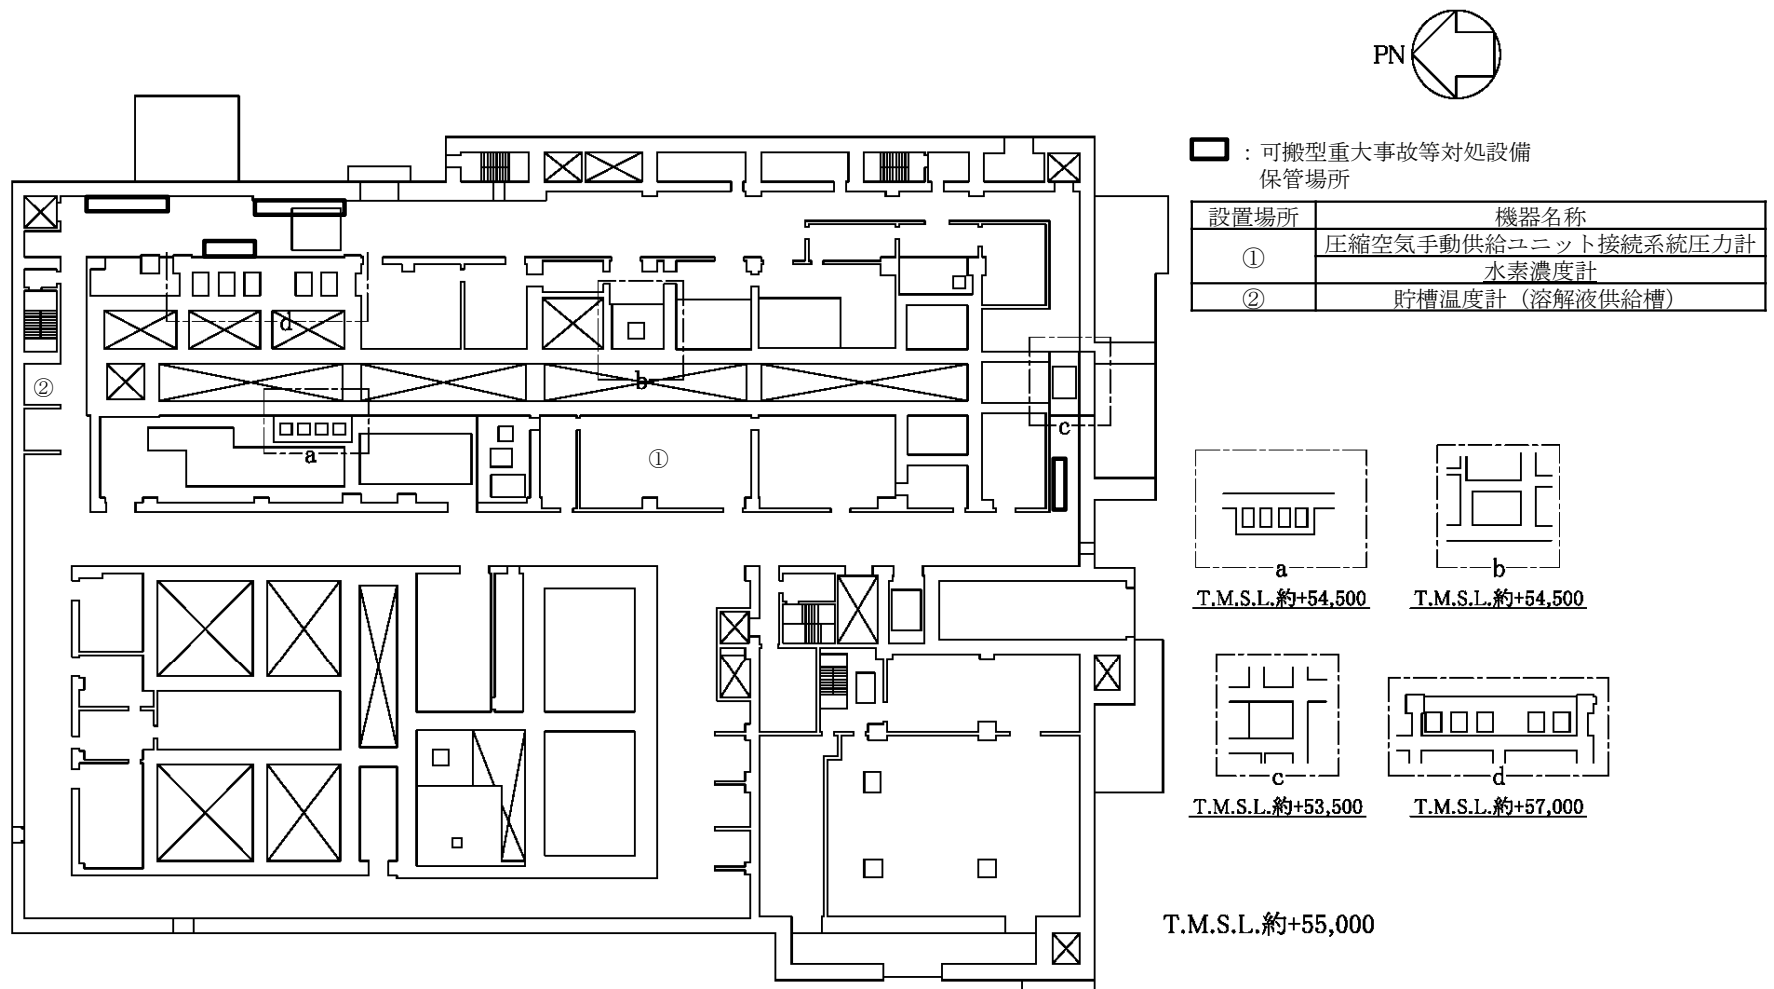 PN
：可搬型重大事故等対処設備
保管場所
設置場所 機器名称
① 圧縮空気手動供給ユニット接続系統圧力計
水素濃度計
② 貯槽温度計（溶解液供給槽）
d
b
②
c
a
①
a
T.M.S.L.約+54,500
b
T.M.S.L.約+54,500
c
T.M.S.L.約+53,500
d
T.M.S.L.約+57,000
T.M.S.L.約+55,000